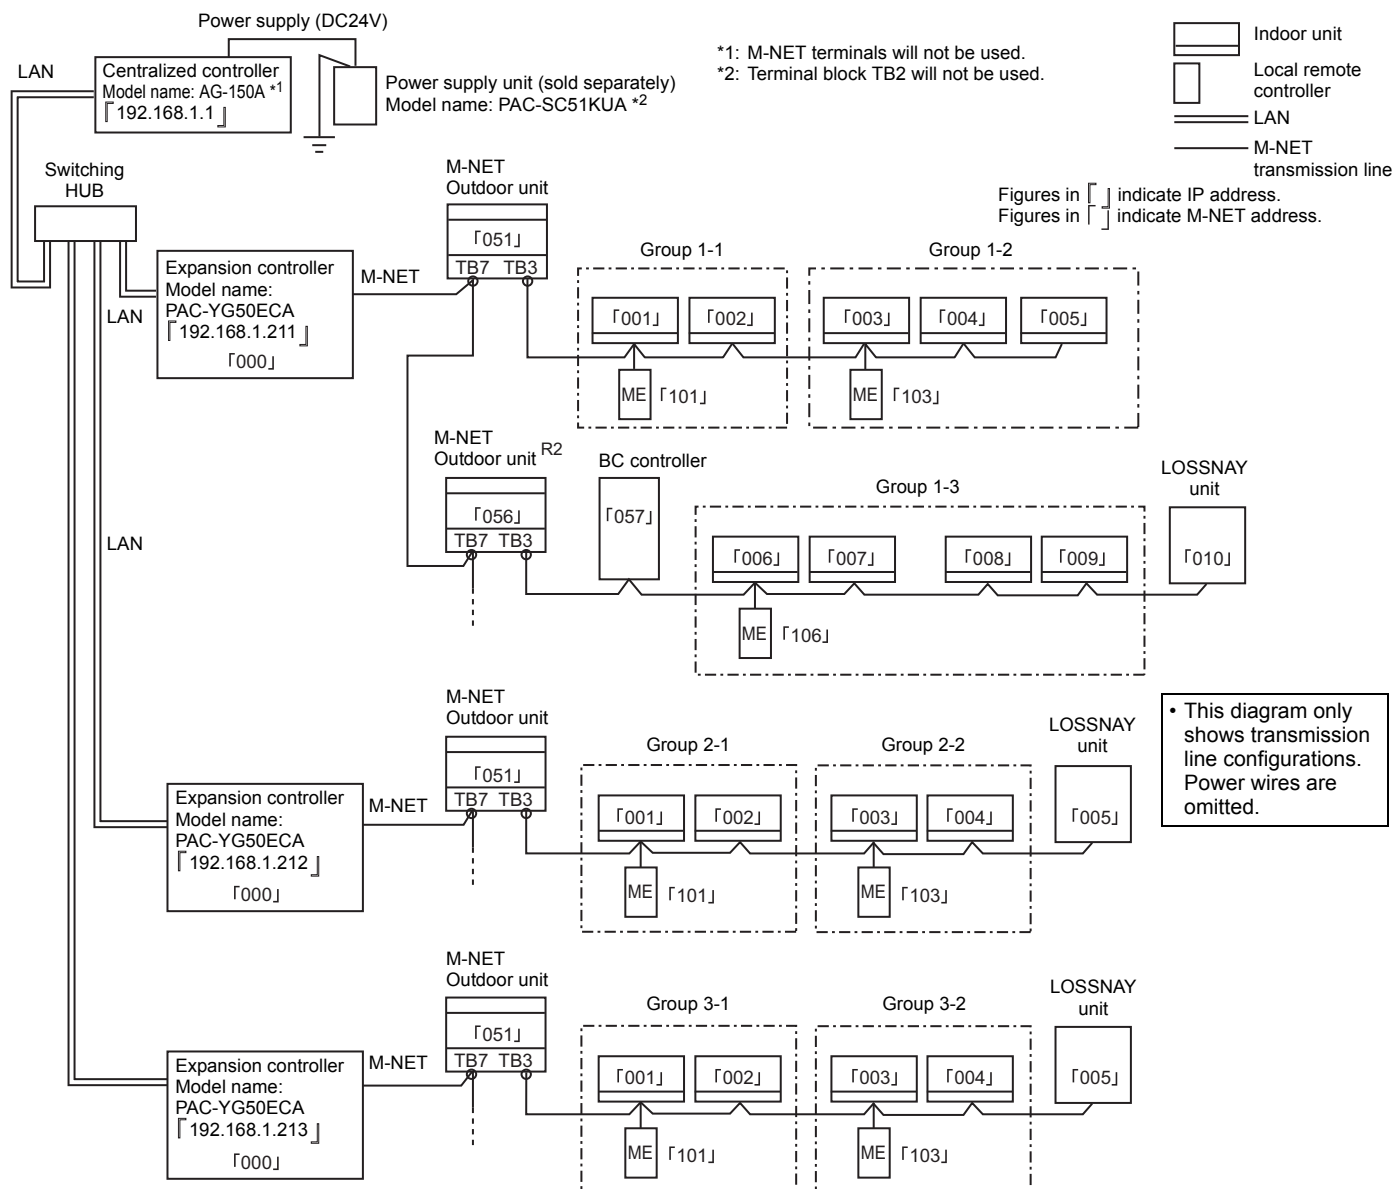 Power supply (DC24V)
LAN
Centralized controller
Model name: AG-150A *1
『192.168.1.1』
Power supply unit (sold separately)
Model name: PAC-SC51KUA *2
*1: M-NET terminals will not be used.
*2: Terminal block TB2 will not be used.
Indoor unit
Local remote
controller
LAN
M-NET
transmission line
Figures in『 』indicate IP address.
Figures in「 」indicate M-NET address.
Switching
HUB
LAN
Expansion controller
Model name:
PAC-YG50ECA
『192.168.1.211』
「000」
M-NET
M-NET
Outdoor unit
「051」
TB7 TB3
Group 1-1
「001」 「002」
ME 「101」
Group 1-2
「003」 「004」 「005」
ME 「103」
M-NET
Outdoor unit R2
「056」
TB7 TB3
BC controller
「057」
Group 1-3
「006」 「007」 「008」 「009」
ME 「106」
LOSSNAY
unit
「010」
LAN
• This diagram only
shows transmission
line configurations.
Power wires are
omitted.
Expansion controller
Model name:
PAC-YG50ECA
『192.168.1.212』
「000」
M-NET
M-NET
Outdoor unit
「051」
TB7 TB3
Group 2-1
「001」 「002」
ME 「101」
Group 2-2
「003」 「004」
ME 「103」
LOSSNAY
unit
「005」
Expansion controller
Model name:
PAC-YG50ECA
『192.168.1.213』
「000」
M-NET
M-NET
Outdoor unit
「051」
TB7 TB3
Group 3-1
「001」 「002」
ME 「101」
Group 3-2
「003」 「004」
ME 「103」
LOSSNAY
unit
「005」